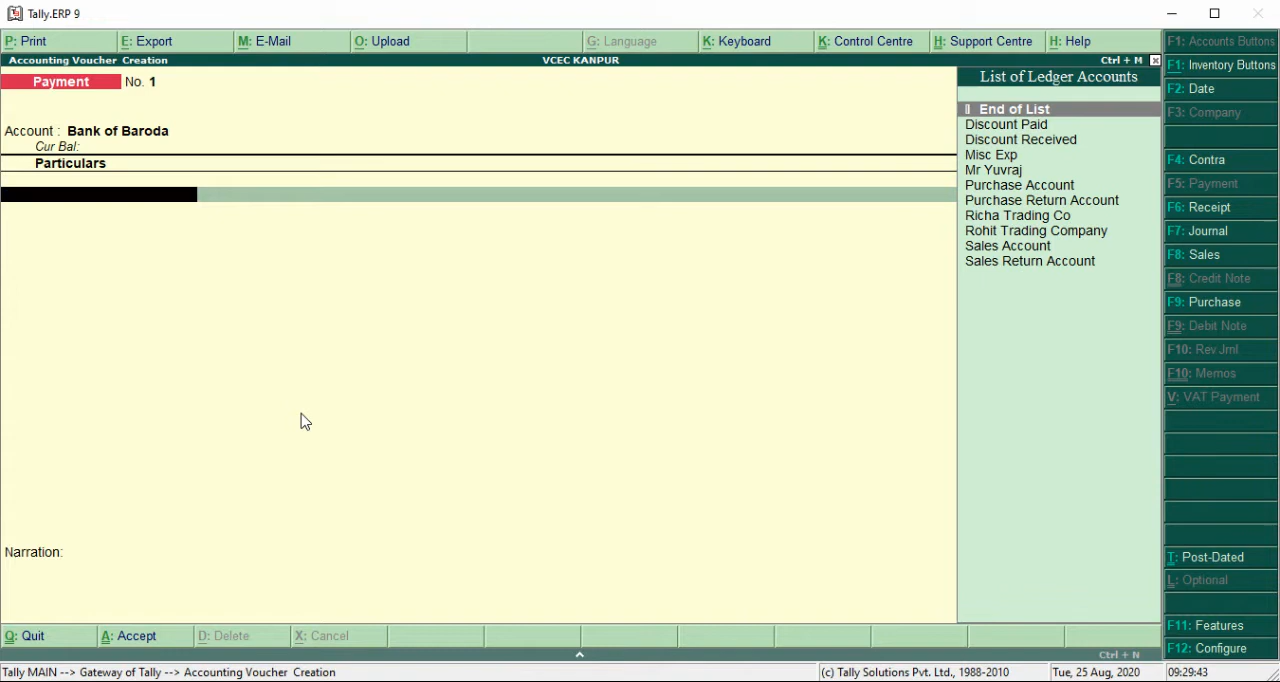 Tally.ERP 9
P: Print E: Export M: E-Mail O: Upload G: Language K: Keyboard K: Control Centre H: Support Centre H: Help
Accounting Voucher Creation VCEC KANPUR Ctrl + M
Payment No. 1
Account : Bank of Baroda
Cur Bal:
Particulars
Narration:
List of Ledger Accounts
End of List
Discount Paid
Discount Received
Misc Exp
Mr Yuvraj
Purchase Account
Purchase Return Account
Richa Trading Co
Rohit Trading Company
Sales Account
Sales Return Account
F1: Accounts Buttons
F1: Inventory Buttons
F2: Date
F3: Company
F4: Contra
F5: Payment
F6: Receipt
F7: Journal
F8: Sales
F8: Credit Note
F9: Purchase
F9: Debit Note
F10: Rev.Jrnl
F10: Memos
V: VAT Payment
T: Post-Dated
L: Optional
F11: Features
F12: Configure
Q: Quit A: Accept D: Delete X: Cancel
Ctrl + N
Tally MAIN --> Gateway of Tally --> Accounting Voucher Creation (c) Tally Solutions Pvt. Ltd., 1988-2010 Tue, 25 Aug, 2020 09:29:43